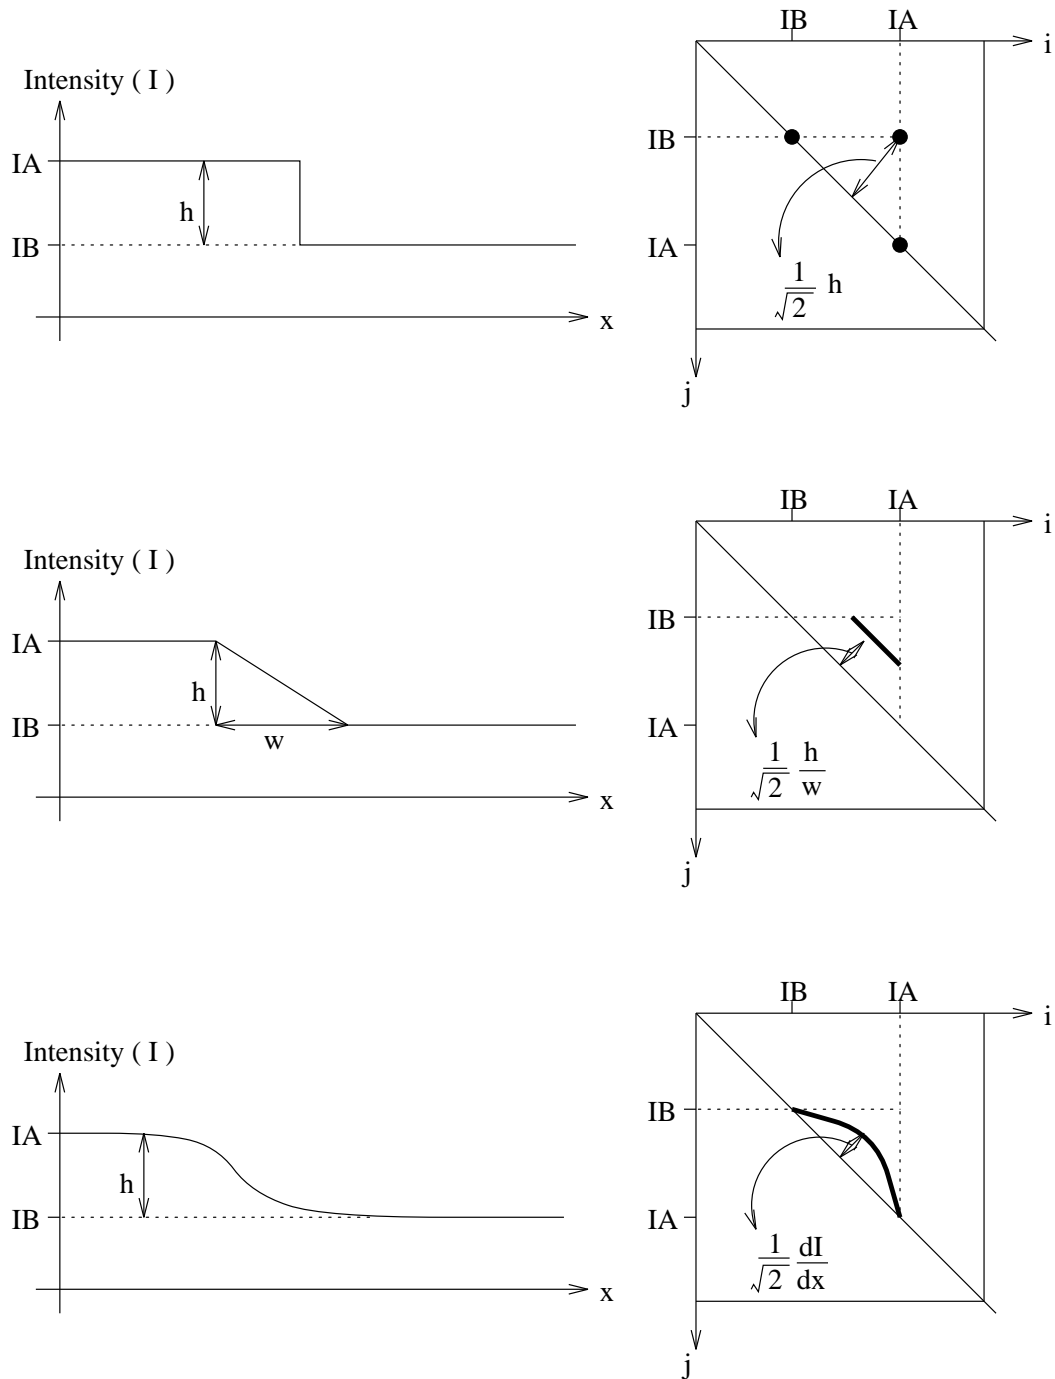 IB IA
i
Intensity ( I )
IA
h
IB
x
IB
IA
1
√2 h
j
IB IA
i
Intensity ( I )
IA
h
IB
w
x
IB
IA
1 h
√2 w
j
IB IA
i
Intensity ( I )
IA
h
IB
x
IB
IA
1 dI
√2 dx
j